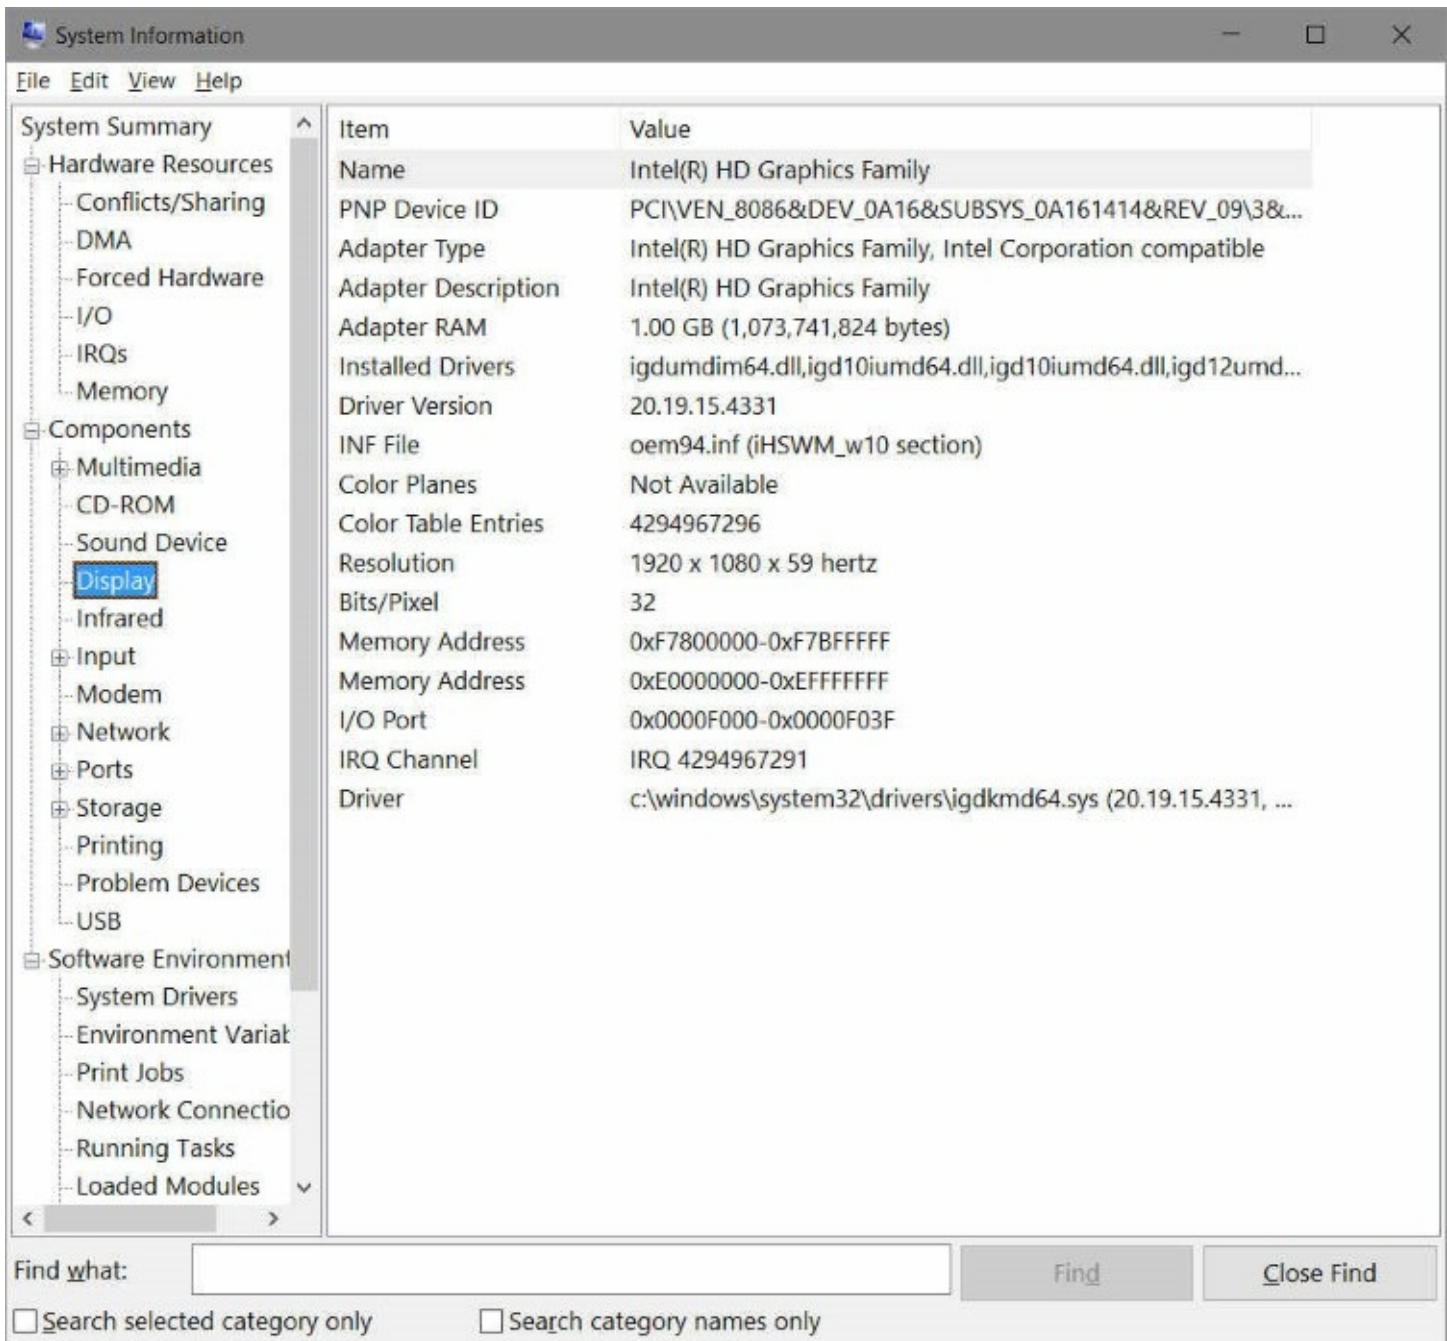 System Information
File Edit View Help
System Summary
Hardware Resources
Conflicts/Sharing
DMA
Forced Hardware
I/O
IRQs
Memory
Components
Multimedia
CD-ROM
Sound Device
Display
Infrared
Input
Modem
Network
Ports
Storage
Printing
Problem Devices
USB
Software Environment
System Drivers
Environment Variab
Print Jobs
Network Connectio
Running Tasks
Loaded Modules
Item Value
Name Intel(R) HD Graphics Family
PNP Device ID PCI\VEN_8086&DEV_0A16&SUBSYS_0A161414&REV_09\3&...
Adapter Type Intel(R) HD Graphics Family, Intel Corporation compatible
Adapter Description Intel(R) HD Graphics Family
Adapter RAM 1.00 GB (1,073,741,824 bytes)
Installed Drivers igdumdim64.dll,igd10iumd64.dll,igd10iumd64.dll,igd12umd...
Driver Version 20.19.15.4331
INF File oem94.inf (iHSWM_w10 section)
Color Planes Not Available
Color Table Entries 4294967296
Resolution 1920 x 1080 x 59 hertz
Bits/Pixel 32
Memory Address 0xF7800000-0xF7BFFFFF
Memory Address 0xE0000000-0xEFFFFFFF
I/O Port 0x0000F000-0x0000F03F
IRQ Channel IRQ 4294967291
Driver c:\windows\system32\drivers\igdkmd64.sys (20.19.15.4331, ...
Find what: Find Close Find
Search selected category only Search category names only